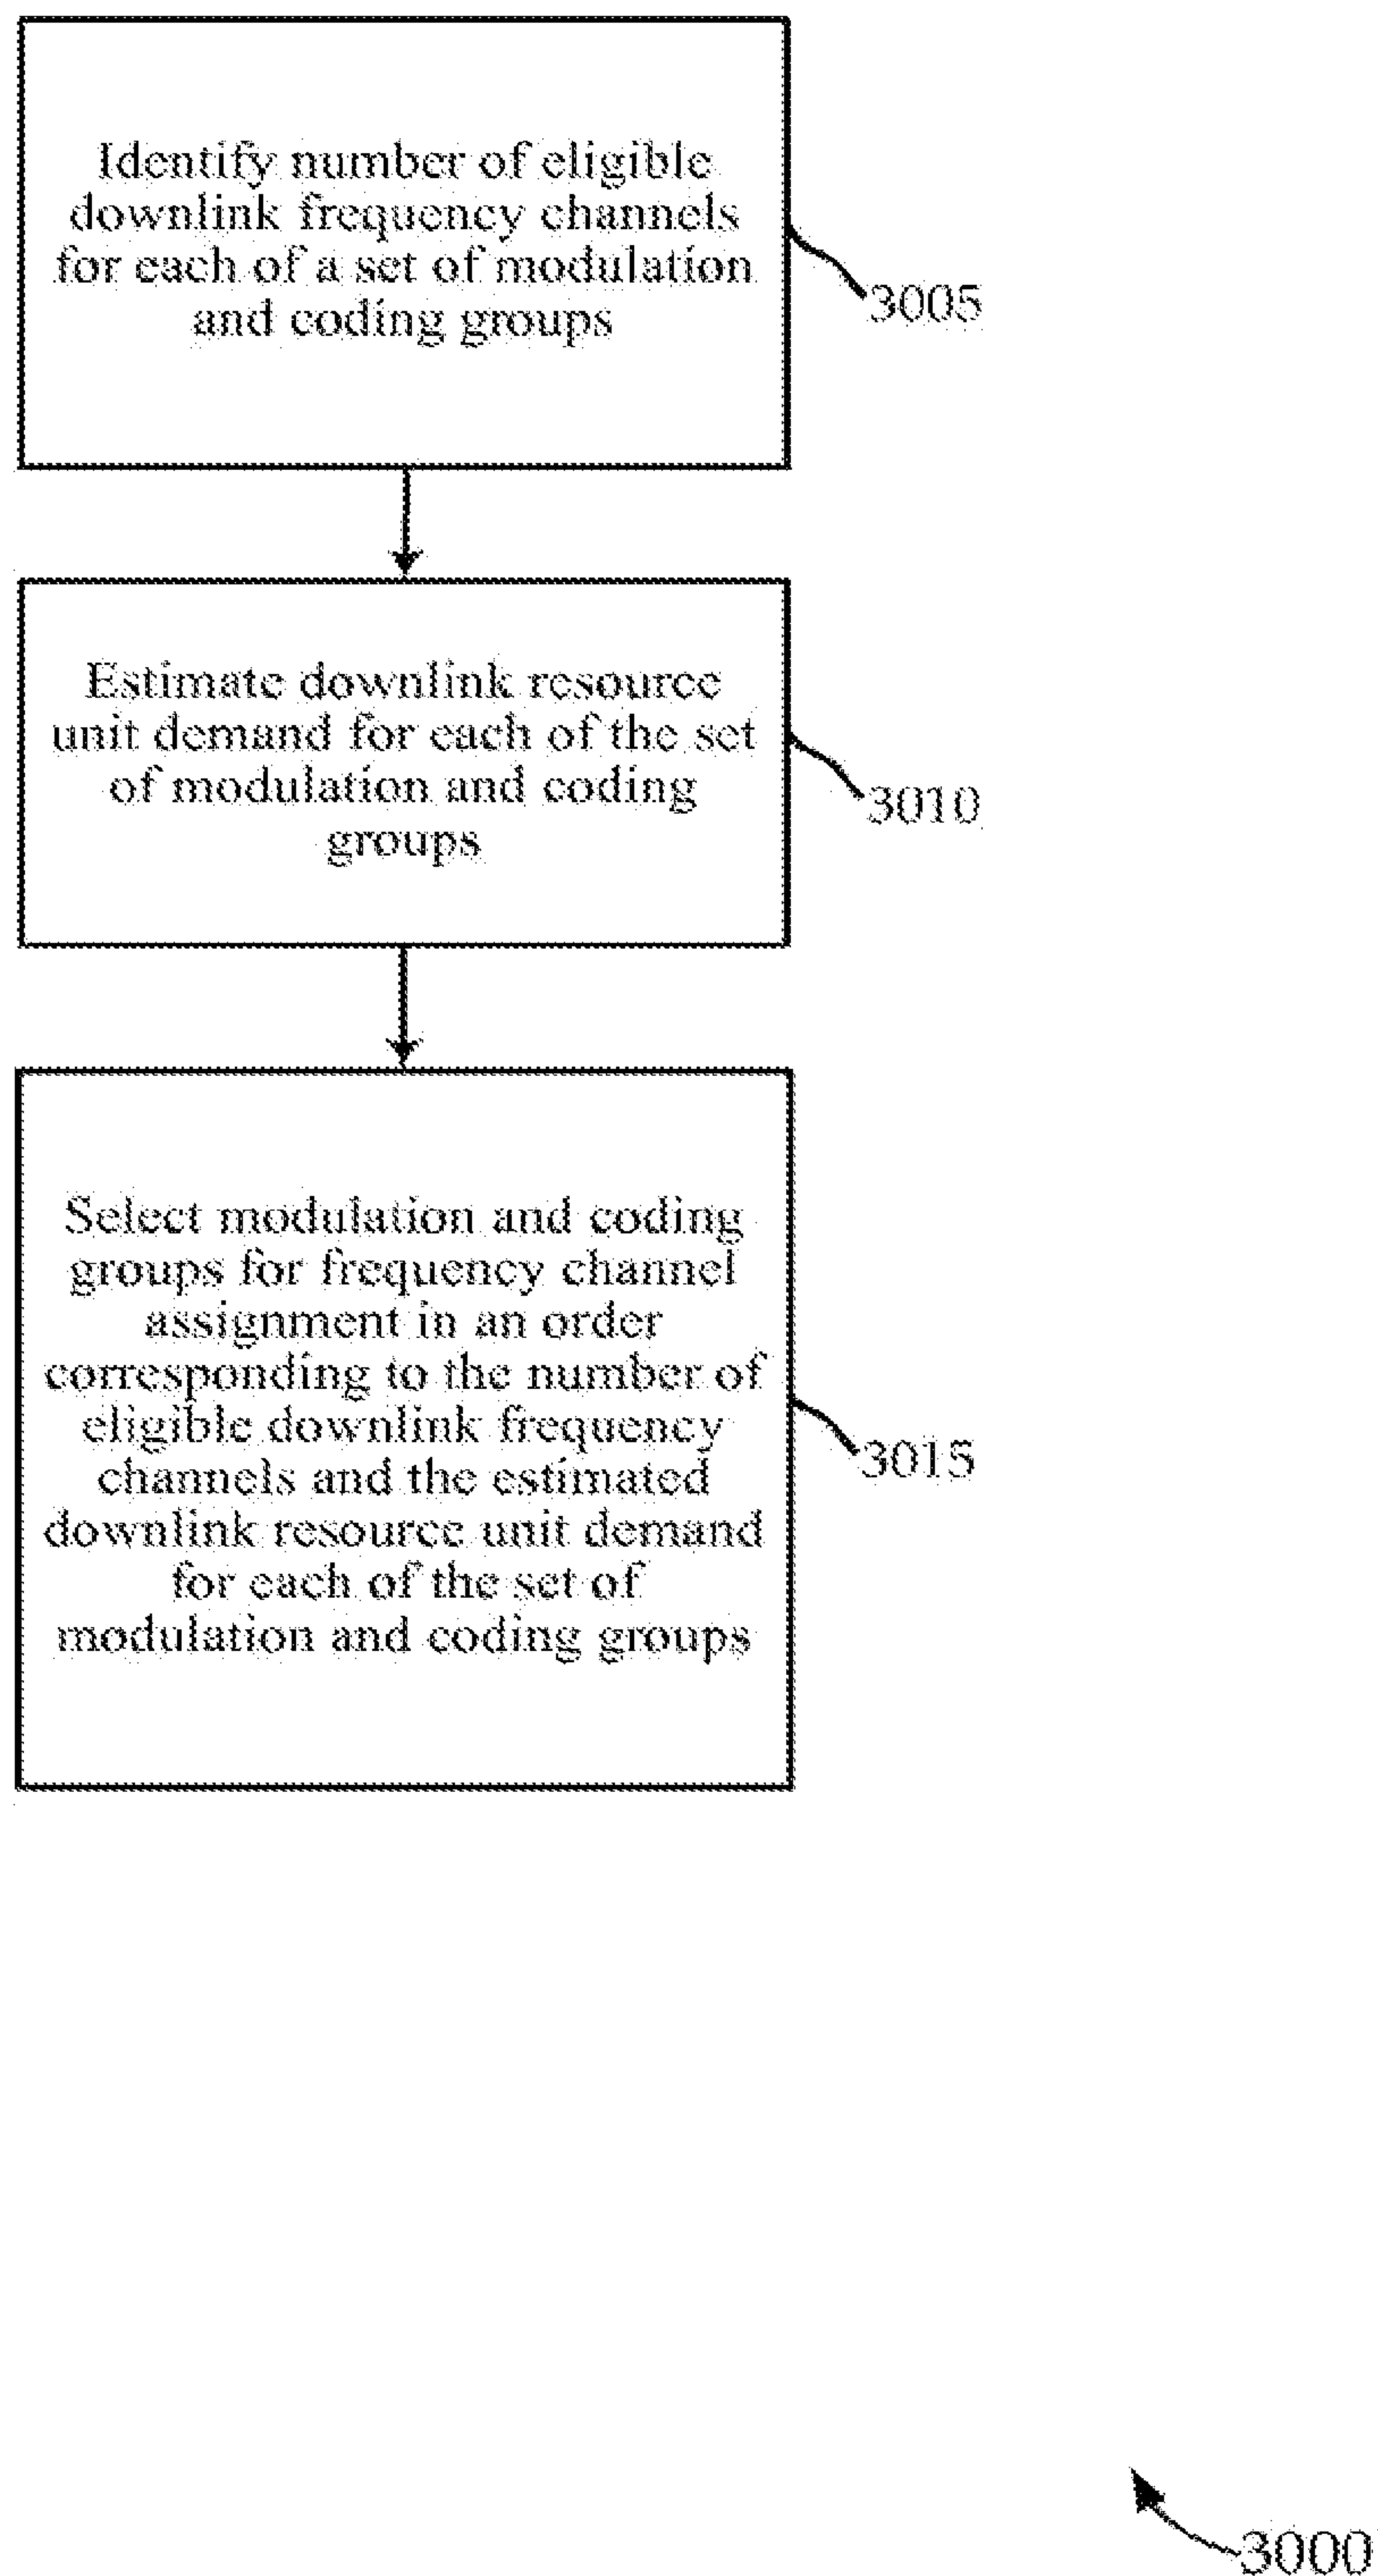 Identify number of eligible
downlink frequency channels
for each of a set of modulation
and coding groups
3005
Estimate downlink resource
unit demand for each of the set
of modulation and coding
groups
3010
Select modulation and coding
groups for frequency channel
assignment in an order
corresponding to the number of
eligible downlink frequency
channels and the estimated
downlink resource unit demand
for each of the set of
modulation and coding groups
3015
3000